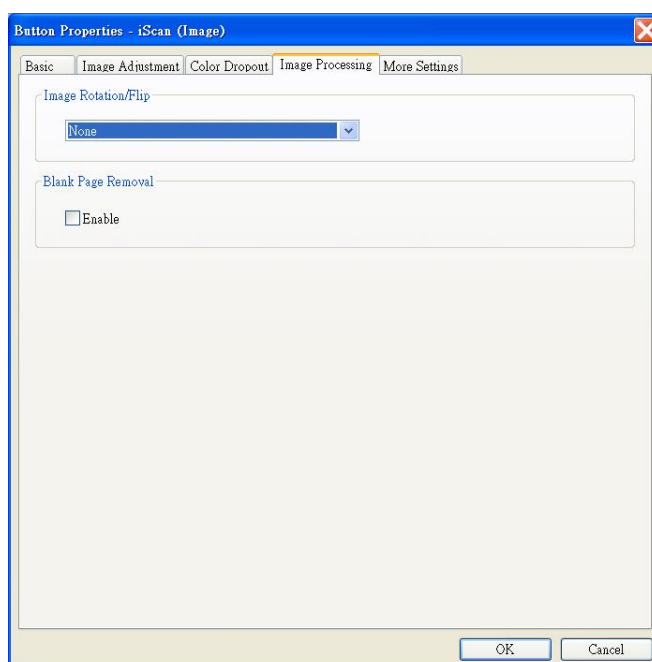 Button Properties - iScan (Image)
Basic Image Adjustment Color Dropout Image Processing More Settings
Image Rotation/Flip
None
Blank Page Removal
Enable
OK Cancel